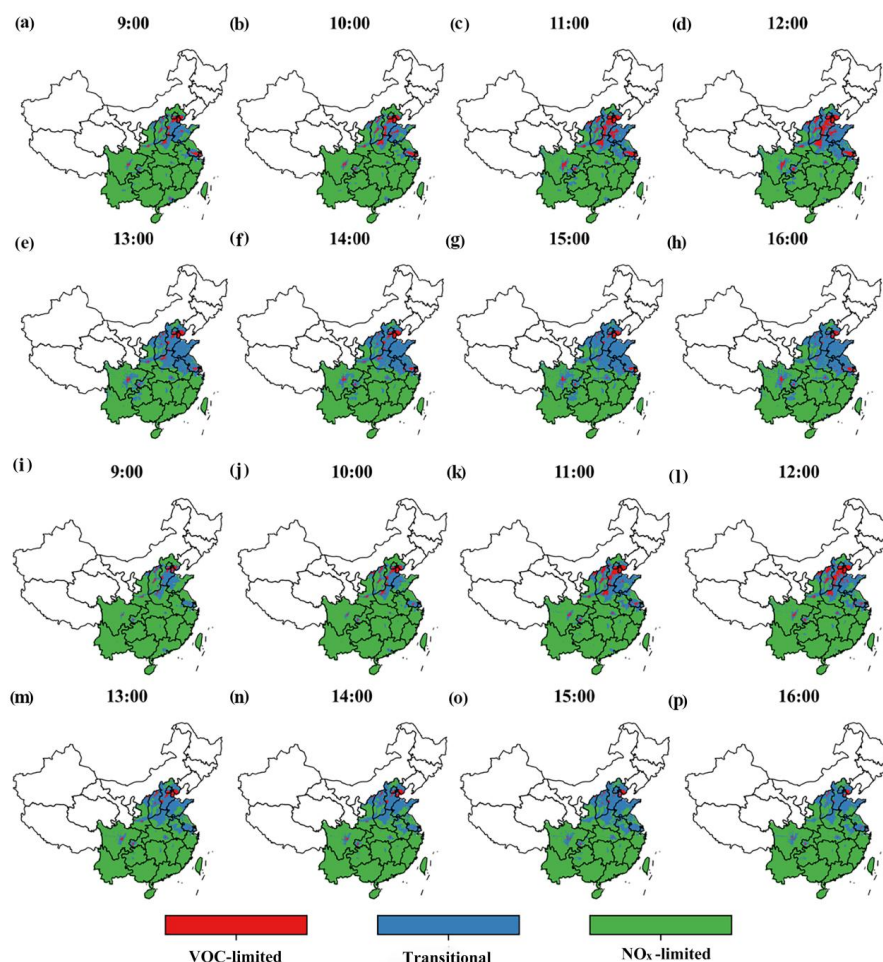 (a) 9:00 (b) 10:00 (c) 11:00 (d) 12:00
(e) 13:00 (f) 14:00 (g) 15:00 (h) 16:00
(i) 9:00 (j) 10:00 (k) 11:00 (l) 12:00
(m) 13:00 (n) 14:00 (o) 15:00 (p) 16:00
VOC-limited Transitional NOx-limited